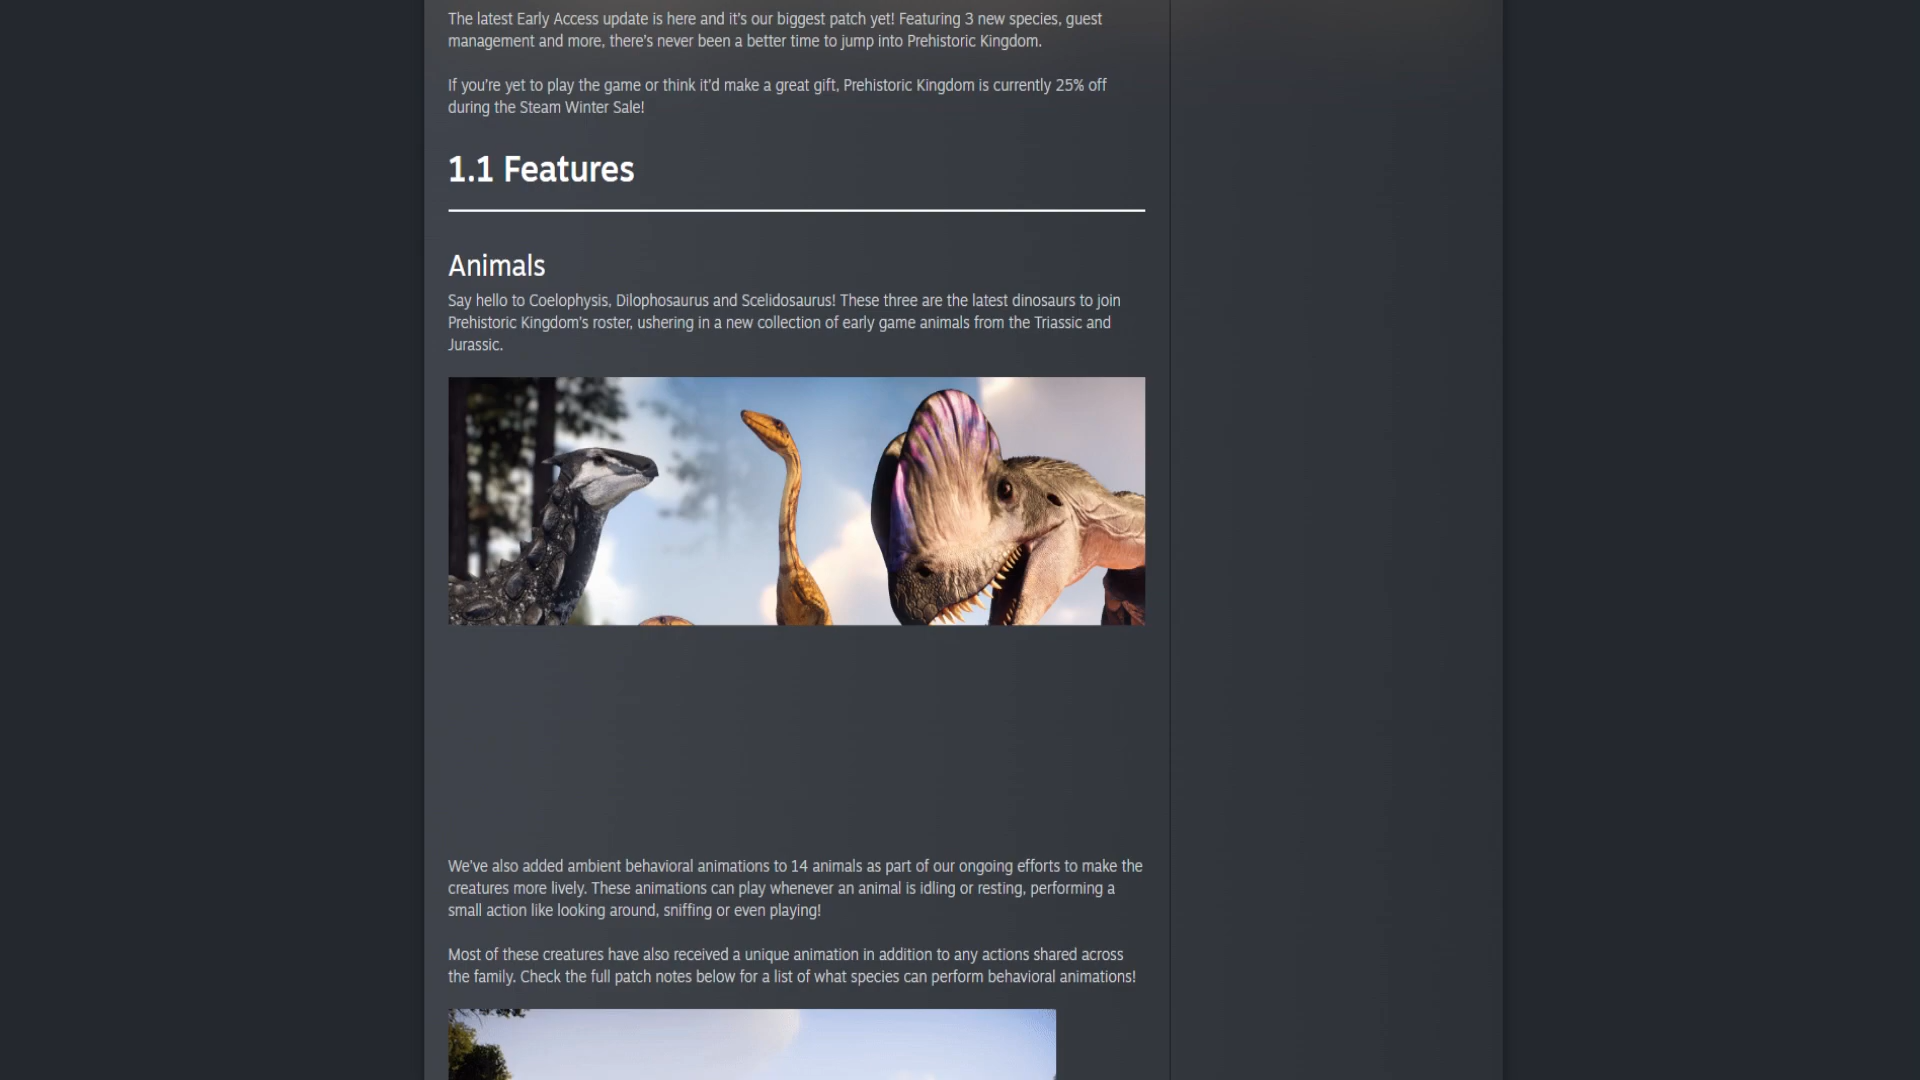 The latest Early Access update is here and it's our biggest patch yet! Featuring 3 new species, guest
management and more, there's never been a better time to jump into Prehistoric Kingdom.
If you're yet to play the game or think it'd make a great gift, Prehistoric Kingdom is currently 25% off
during the Steam Winter Sale!
1.1 Features
Animals
Say hello to Coelophysis, Dilophosaurus and Scelidosaurus! These three are the latest dinosaurs to join
Prehistoric Kingdom's roster, ushering in a new collection of early game animals from the Triassic and
Jurassic.
We've also added ambient behavioral animations to 14 animals as part of our ongoing efforts to make the
creatures more lively. These animations can play whenever an animal is idling or resting, performing a
small action like looking around, sniffing or even playing!
Most of these creatures have also received a unique animation in addition to any actions shared across
the family. Check the full patch notes below for a list of what species can perform behavioral animations!